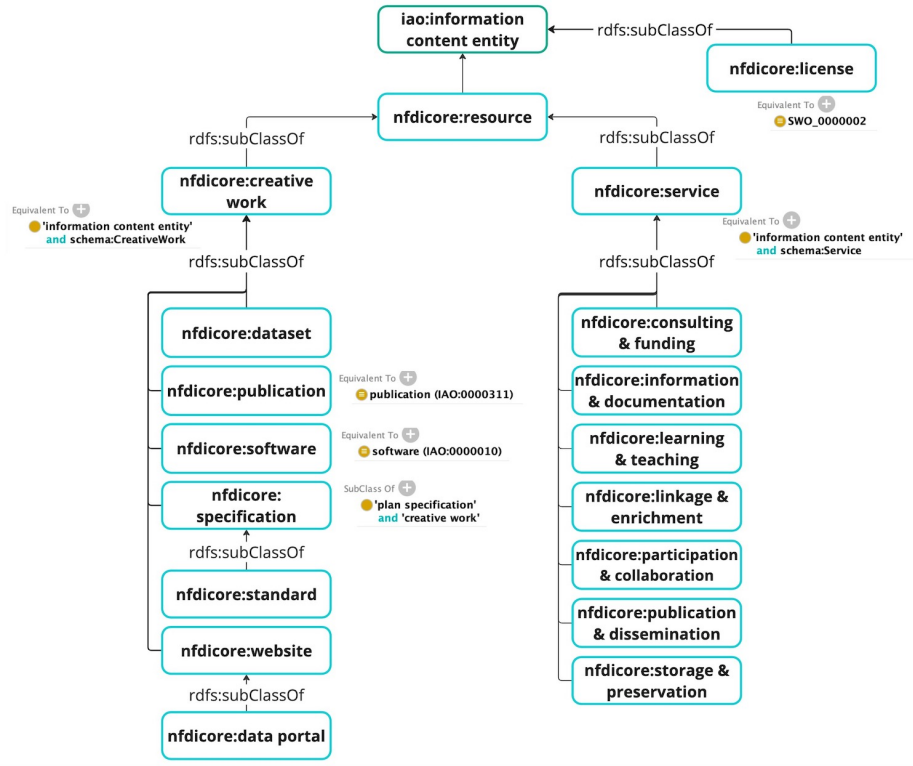 iao:information
content entity
rdfs:subClassOf
nfdicore:license
Equivalent To
SWO_0000002
nfdicore:resource
rdfs:subClassOf
rdfs:subClassOf
nfdicore:creative
work
Equivalent To
'information content entity'
and schema:CreativeWork
nfdicore:service
Equivalent To
'information content entity'
and schema:Service
rdfs:subClassOf
rdfs:subClassOf
nfdicore:dataset
nfdicore:publication
Equivalent To
publication (IAO:0000311)
nfdicore:software
Equivalent To
software (IAO:0000010)
nfdicore:
specification
SubClass Of
'plan specification'
and 'creative work'
rdfs:subClassOf
nfdicore:standard
nfdicore:website
rdfs:subClassOf
nfdicore:data portal
nfdicore:consulting
& funding
nfdicore:information
& documentation
nfdicore:learning
& teaching
nfdicore:linkage &
enrichment
nfdicore:participation
& collaboration
nfdicore:publication
& dissemination
nfdicore:storage &
preservation